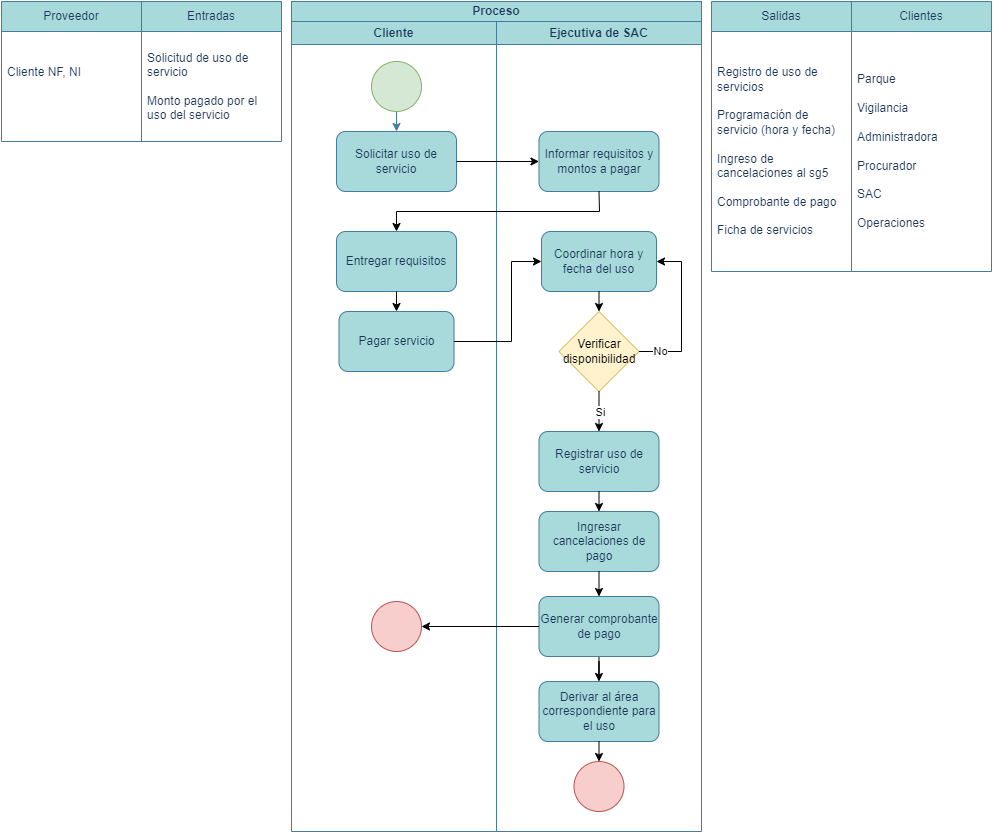 Proveedor
Entradas
Cliente NF, NI
Solicitud de uso de
servicio
Monto pagado por el
uso del servicio
Proceso
Cliente
Ejecutiva de SAC
Solicitar uso de
servicio
Informar requisitos y
montos a pagar
Entregar requisitos
Coordinar hora y
fecha del uso
Pagar servicio
Verificar
disponibilidad
No
Si
Registrar uso de
servicio
Ingresar
cancelaciones de
pago
Generar comprobante
de pago
Derivar al área
correspondiente para
el uso
Salidas
Clientes
Registro de uso de
servicios
Programación de
servicio (hora y fecha)
Ingreso de
cancelaciones al sg5
Comprobante de pago
Ficha de servicios
Parque
Vigilancia
Administradora
Procurador
SAC
Operaciones